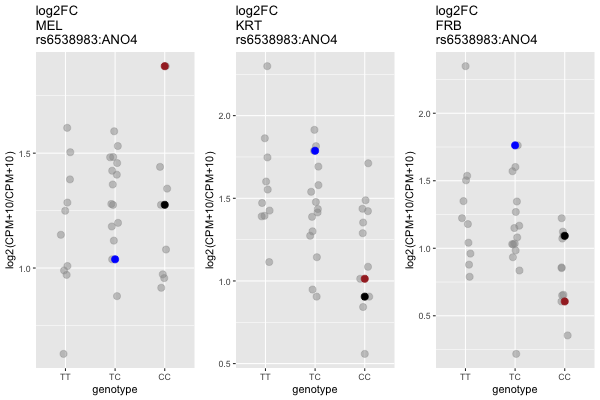 log2FC
MEL
rs6538983:ANO4
log2(CPM+10/CPM+10)
1.5
1.0
TT
TC
CC
genotype
log2FC
KRT
rs6538983:ANO4
log2(CPM+10/CPM+10)
2.0
1.5
1.0
0.5
TT
TC
CC
genotype
log2FC
FRB
rs6538983:ANO4
log2(CPM+10/CPM+10)
2.0
1.5
1.0
0.5
TT
TC
CC
genotype